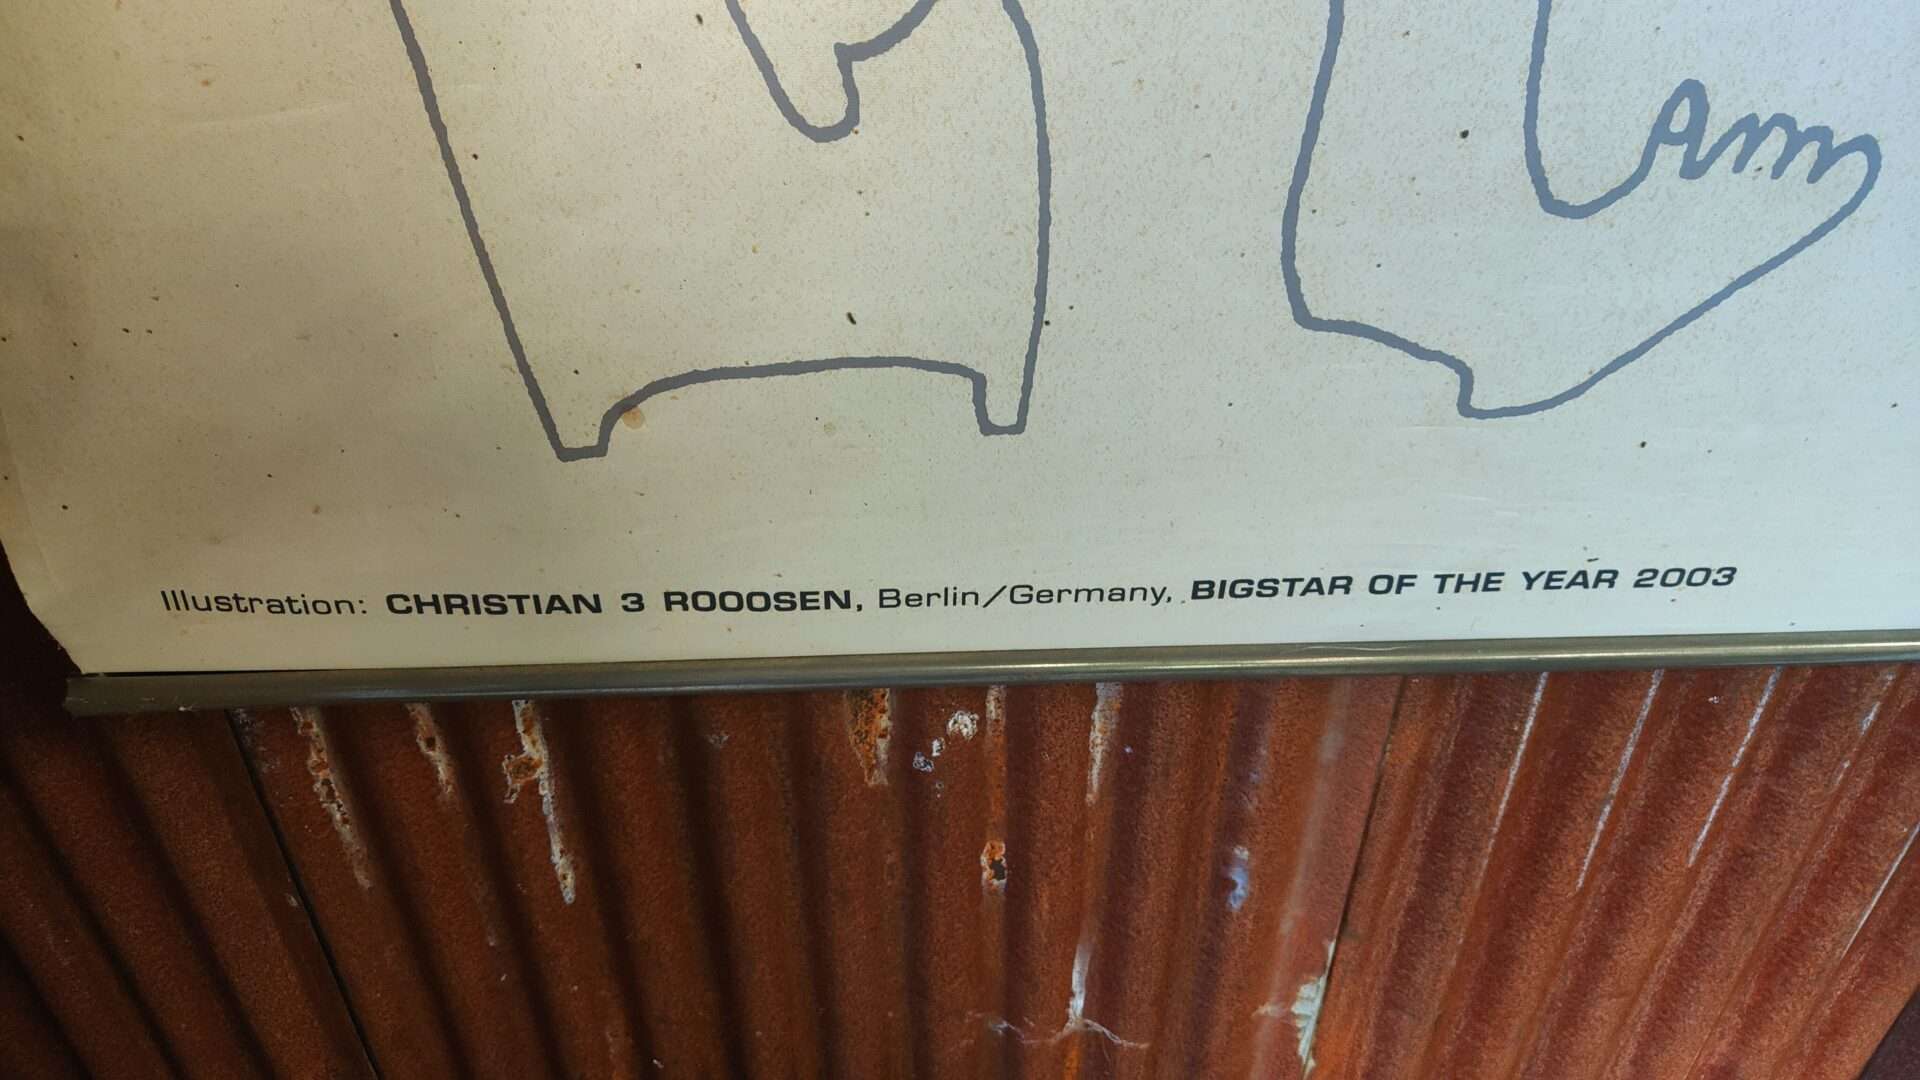 Illustration: CHRISTIAN 3 ROOOSEN, Berlin/Germany, BIGSTAR OF THE YEAR 2003